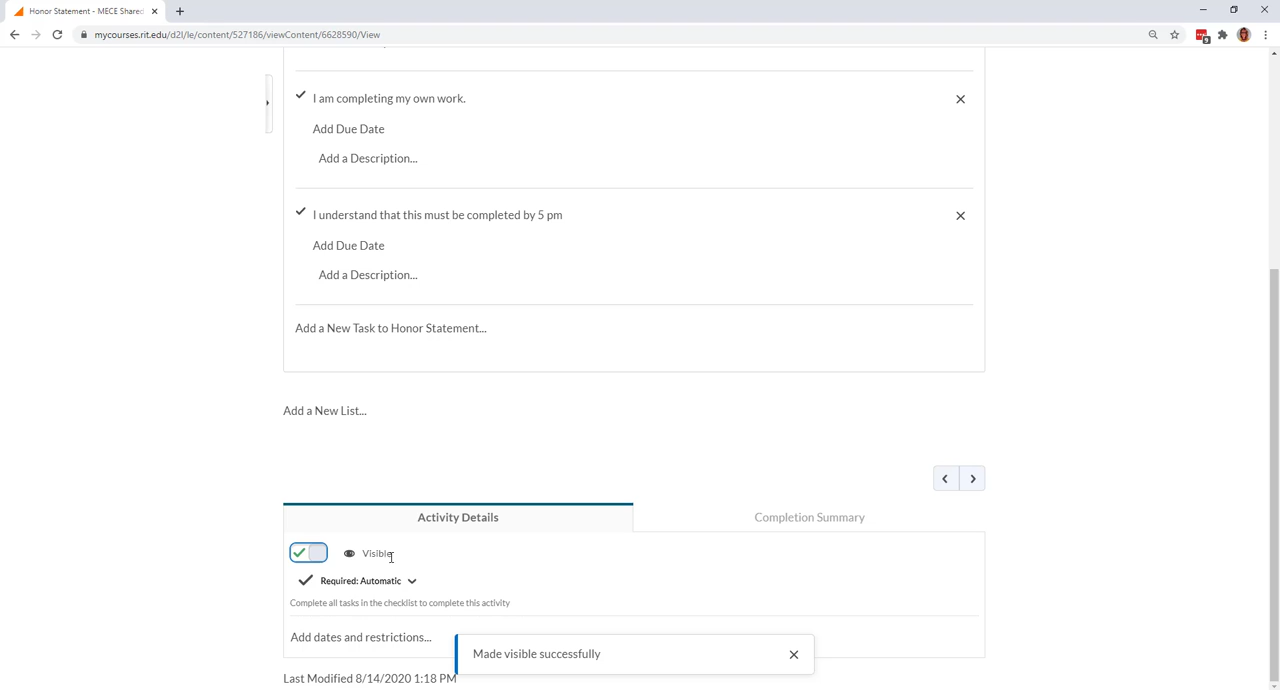 Honor Statement - MECE Shared
mycourses.rit.edu/d2l/le/content/527186/viewContent/6628590/View
9
I am completing my own work.
Add Due Date
Add a Description...
I understand that this must be completed by 5 pm
Add Due Date
Add a Description...
Add a New Task to Honor Statement...
Add a New List...
Activity Details
Completion Summary
Visible
Required: Automatic
Complete all tasks in the checklist to complete this activity
Add dates and restrictions...
Made visible successfully
Last Modified 8/14/2020 1:18 PM